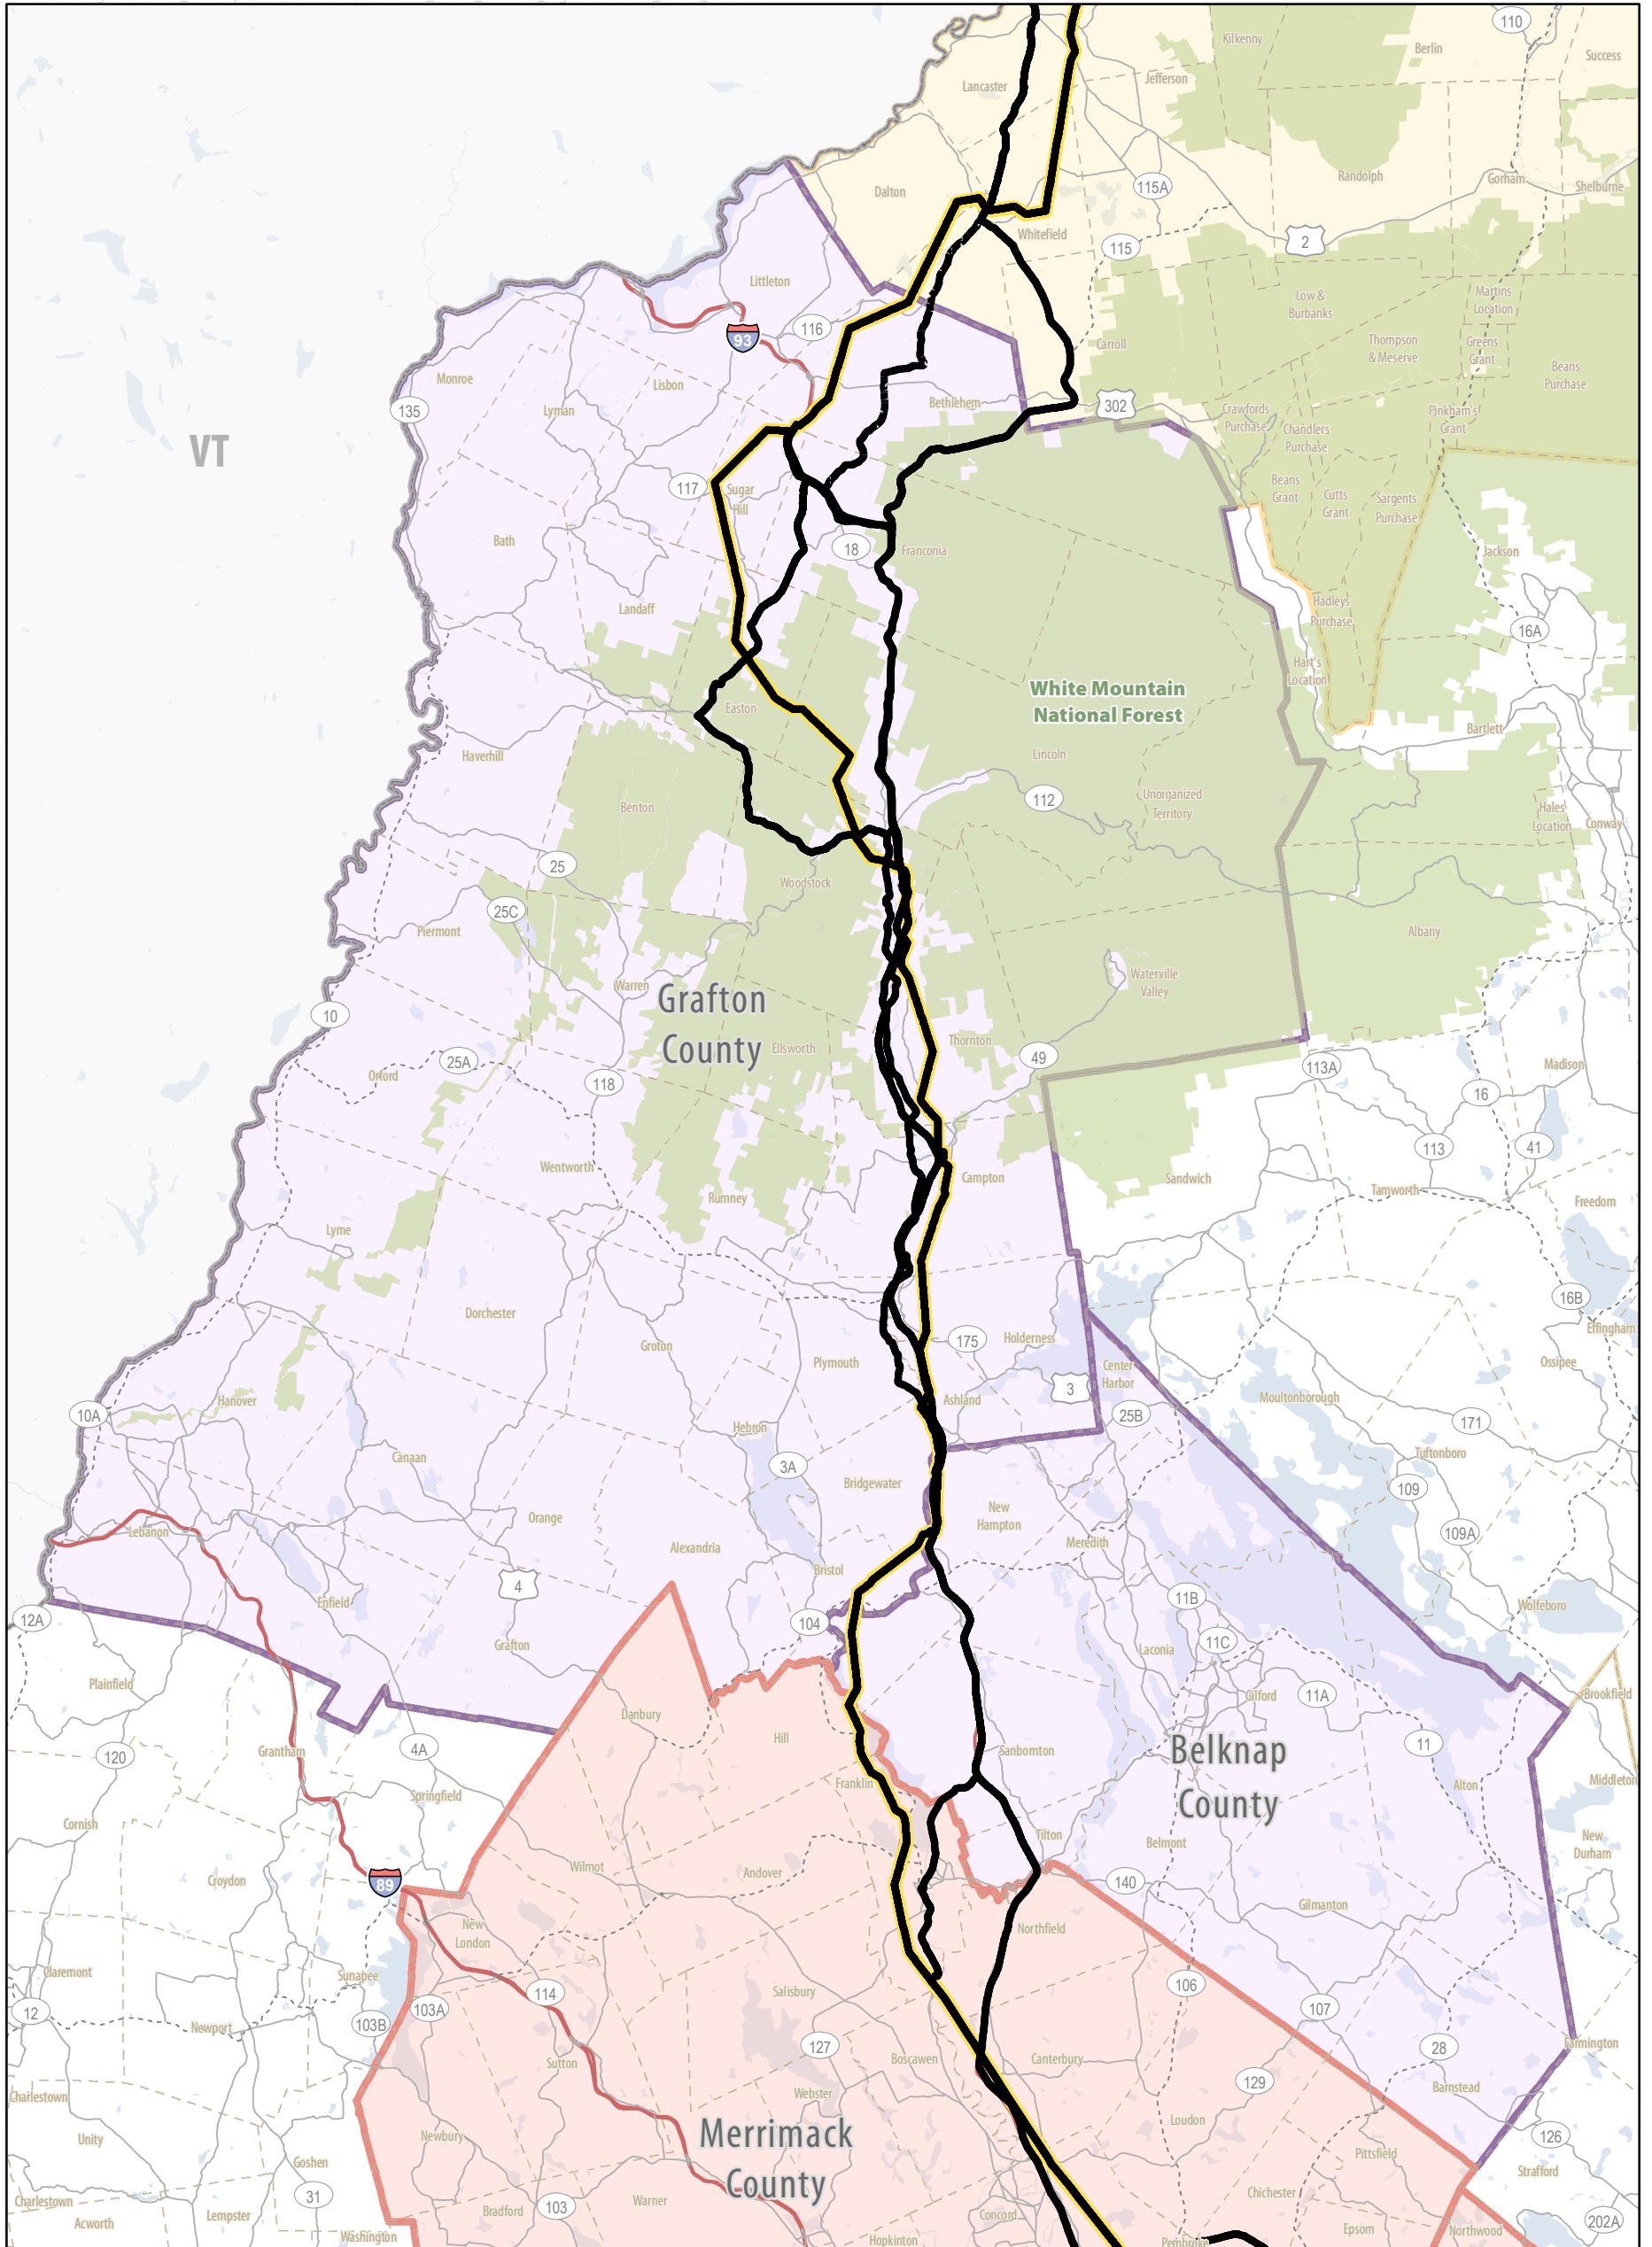 110
Kilkenny
Berlin
Success
Lancaster
Jefferson
Dalton
115A
Randolph
Gorham
Shelburne
Whitefield
115
2
Littleton
Low &
Burbanks
Martins
Location
116
93
Carroll
Thompson
& Meserve
Greens
Grant
Beans
Purchase
Monroe
Lisbon
135
Lyman
Bethlehem
302
Crawfords
Purchase
Chandlers
Purchase
Pinkham's
Grant
VT
117
Sugar
Hill
Beans
Grant
Cutts
Grant
Sargents
Purchase
Bath
18
Franconia
Jackson
Landaff
Hadleys
Purchase
16A
Hart's
Location
White Mountain
National Forest
Easton
Bartlett
Haverhill
Lincoln
Benton
112
Unorganized
Territory
Hales
Location
Conway
25
Woodstock
25C
Piermont
Albany
Warren
Waterville
Valley
Grafton
County
10
Ellsworth
Thornton
49
25A
Orford
118
113A
Madison
16
113
41
Wentworth
Rumney
Campton
Sandwich
Tamworth
Freedom
Lyme
16B
Dorchester
Effingham
Groton
175
Holderness
Plymouth
Center
Harbor
Ossipee
3
Hanover
Ashland
Moultonborough
10A
25B
171
Hebron
Canaan
3A
Tuftonboro
Bridgewater
109
New
Hampton
Orange
Lebanon
Meredith
109A
Alexandria
Bristol
4
Enfield
11B
Wolfeboro
12A
104
Grafton
11C
Laconia
Plainfield
Gilford
11A
Brookfield
Danbury
Hill
120
Grantham
4A
Sanbornton
Belknap
County
11
Springfield
Franklin
Alton
Middleton
Cornish
Tilton
Belmont
New
Durham
Wilmot
Andover
Croydon
89
140
Gilmanton
New
London
Northfield
Claremont
Sunapee
Salisbury
106
114
12
103A
103B
107
Newport
127
28
Farmington
Sutton
Boscawen
Canterbury
129
Barnstead
Charlestown
Webster
Loudon
Unity
Newbury
Merrimack
County
126
Pittsfield
Goshen
Strafford
31
Chichester
Charlestown
Lempster
Bradford
103
Warner
Concord
202A
Acworth
Epsom
Northwood
Washington
Hopkinton
Pembroke